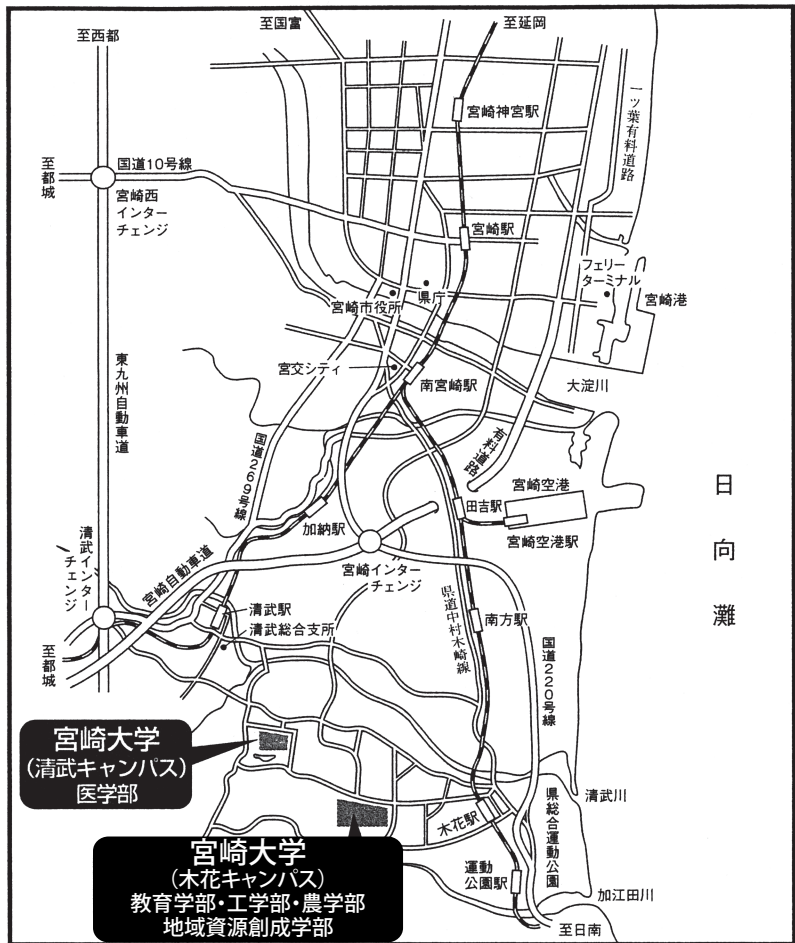 至西都
至国富
至延岡
宮崎神宮駅
一ッ葉有料道路
至都城
国道10号線
宮崎西
インター
チェンジ
宮崎駅
フェリー
ターミナル
宮崎港
県庁
宮崎市役所
宮交シティ
南宮崎駅
大淀川
東九州自動車道
国道269号線
有料道路
宮崎空港
田吉駅
宮崎空港駅
日向灘
加納駅
清武インター
チェンジ
宮崎自動車道
宮崎インター
チェンジ
清武駅
清武総合支所
県道中村木崎線
南方駅
国道220号線
至都城
宮崎大学
(清武キャンパス)
医学部
清武川
県総合運動公園
木花駅
宮崎大学
(木花キャンパス)
教育学部・工学部・農学部
地域資源創成学部
運動
公園駅
加江田川
至日南